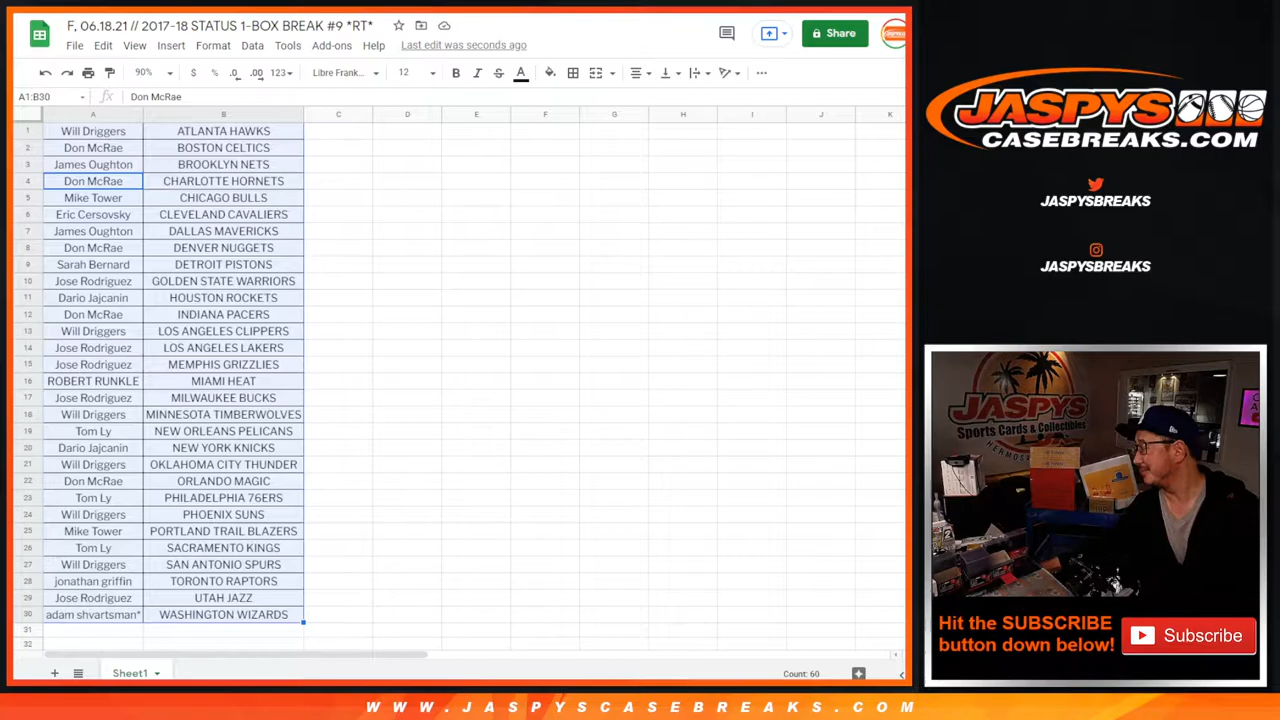 F, 06.18.21 // 2017-18 STATUS 1-BOX BREAK #9 *RT*
File Edit View Insert Format Data Tools Add-ons Help Last edit was seconds ago
Share
90% $ % .0 .00 123 Libre Frank... 12 B I S A
A1:B30 fx Don McRae
A B C D E F G H I J K
1 Will Driggers ATLANTA HAWKS
2 Don McRae BOSTON CELTICS
3 James Oughton BROOKLYN NETS
4 Don McRae CHARLOTTE HORNETS
5 Mike Tower CHICAGO BULLS
6 Eric Cersovsky CLEVELAND CAVALIERS
7 James Oughton DALLAS MAVERICKS
8 Don McRae DENVER NUGGETS
9 Sarah Bernard DETROIT PISTONS
10 Jose Rodriguez GOLDEN STATE WARRIORS
11 Dario Jajcanin HOUSTON ROCKETS
12 Don McRae INDIANA PACERS
13 Will Driggers LOS ANGELES CLIPPERS
14 Jose Rodriguez LOS ANGELES LAKERS
15 Jose Rodriguez MEMPHIS GRIZZLIES
16 ROBERT RUNKLE MIAMI HEAT
17 Jose Rodriguez MILWAUKEE BUCKS
18 Will Driggers MINNESOTA TIMBERWOLVES
19 Tom Ly NEW ORLEANS PELICANS
20 Dario Jajcanin NEW YORK KNICKS
21 Will Driggers OKLAHOMA CITY THUNDER
22 Don McRae ORLANDO MAGIC
23 Tom Ly PHILADELPHIA 76ERS
24 Will Driggers PHOENIX SUNS
25 Mike Tower PORTLAND TRAIL BLAZERS
26 Tom Ly SACRAMENTO KINGS
27 Will Driggers SAN ANTONIO SPURS
28 jonathan griffin TORONTO RAPTORS
29 Jose Rodriguez UTAH JAZZ
30 adam shvartsman* WASHINGTON WIZARDS
31
32
Sheet1
Count: 60
JASPYS
CASEBREAKS.COM
JASPYSBREAKS
JASPYSBREAKS
JASPYS
Sports Cards & Collectibles
HERMOS
Hit the SUBSCRIBE
button down below!
Subscribe
WWW.JASPYSCASEBREAKS.COM